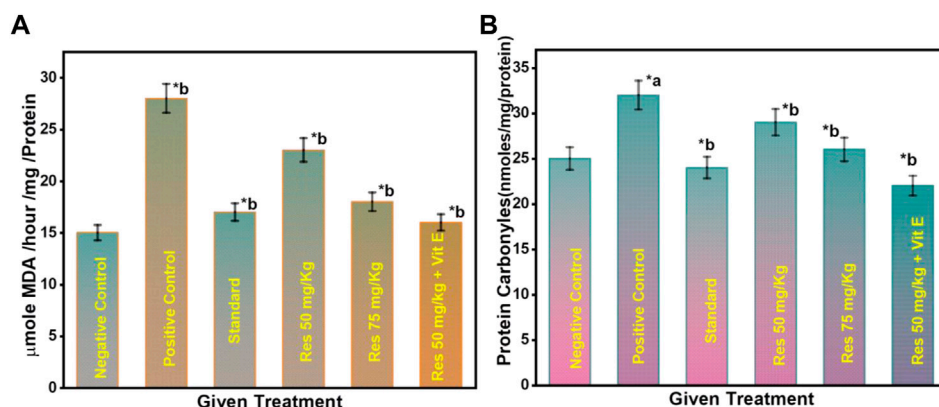 A
μmole MDA /hour /mg /Protein
30
25
20
15
10
5
0
*b
*b
*b
*b
*b
Negative Control
Positive Control
Standard
Res 50 mg/Kg
Res 75 mg/Kg
Res 50 mg/kg + Vit E
Given Treatment
B
Protein Carbonyles(nmoles/mg/protein)
35
30
25
20
15
10
5
0
*a
*b
*b
*b
*b
Negative Control
Positive Control
Standard
Res 50 mg/Kg
Res 75 mg/Kg
Res 50 mg/kg + Vit E
Given Treatment